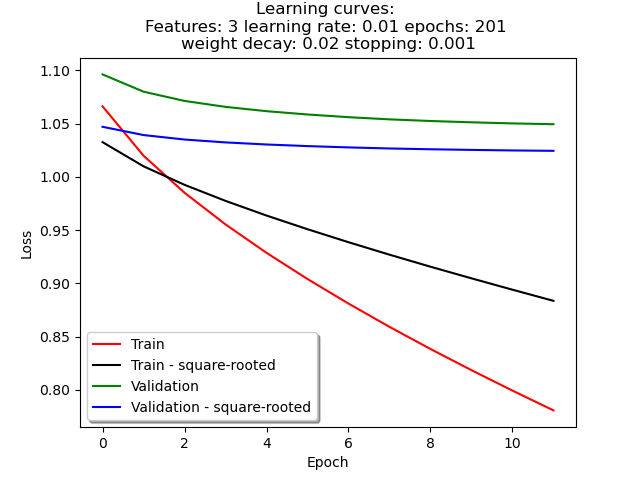 Learning curves:
Features: 3 learning rate: 0.01 epochs: 201
weight decay: 0.02 stopping: 0.001
1.10
1.05
1.00
0.95
0.90
0.85
0.80
Loss
Train
Train - square-rooted
Validation
Validation - square-rooted
0 2 4 6 8 10
Epoch